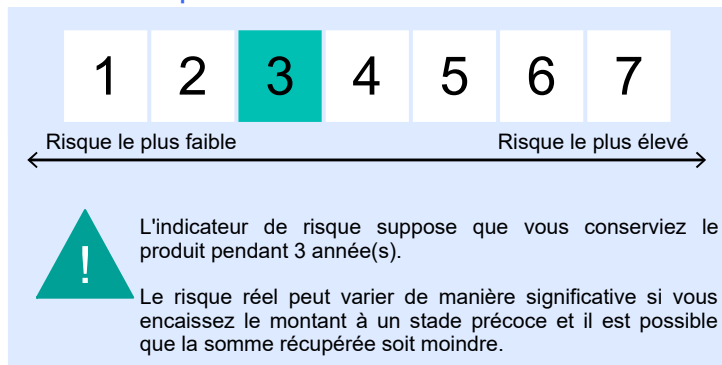 1 2 3 4 5 6 7
Risque le plus faible Risque le plus élevé
!
L'indicateur de risque suppose que vous conserviez le
produit pendant 3 année(s).
Le risque réel peut varier de manière significative si vous
encaissez le montant à un stade précoce et il est possible
que la somme récupérée soit moindre.